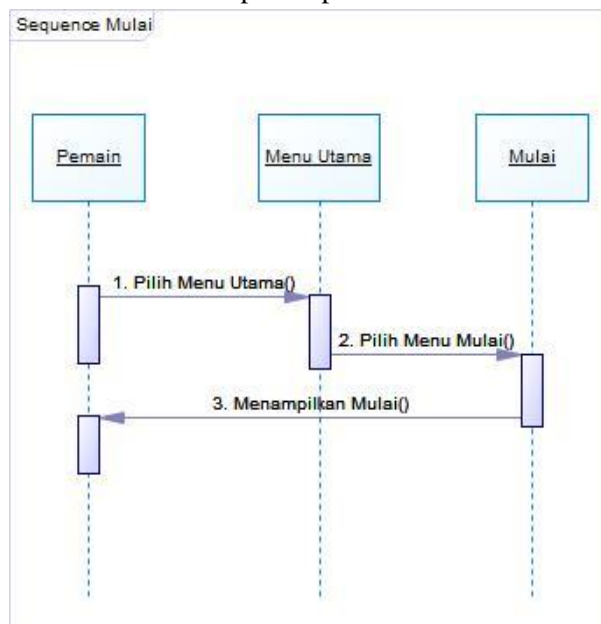 Sequence Mulai
Pemain
Menu Utama
Mulai
1. Pilih Menu Utama()
2. Pilih Menu Mulai()
3. Menampilkan Mulai()